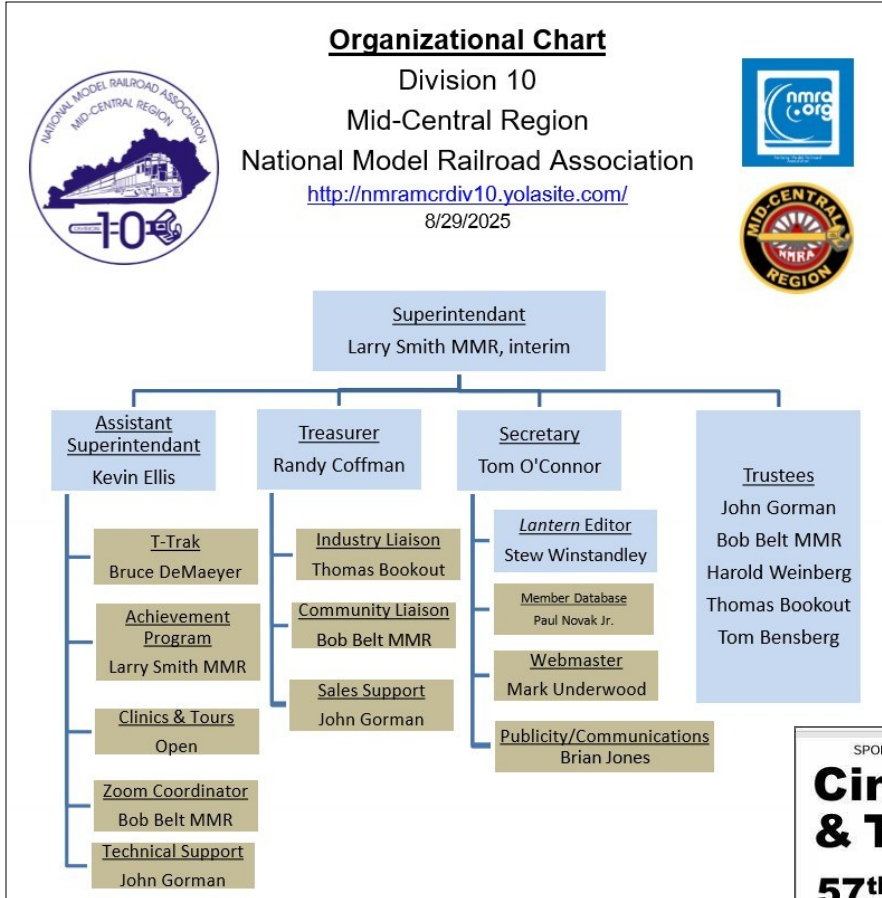 Organizational Chart
Division 10
Mid-Central Region
National Model Railroad Association
http://nmramcrdiv10.yolasite.com/
8/29/2025
NATIONAL MODEL RAILROAD ASSOCIATION
MID-CENTRAL REGION
DIVISION 10
nmra
.org
MID-CENTRAL
NMRA
REGION
Superintendant
Larry Smith MMR, interim
Assistant
Superintendant
Kevin Ellis
T-Trak
Bruce DeMaeyer
Achievement
Program
Larry Smith MMR
Clinics & Tours
Open
Zoom Coordinator
Bob Belt MMR
Technical Support
John Gorman
Treasurer
Randy Coffman
Industry Liaison
Thomas Bookout
Community Liaison
Bob Belt MMR
Sales Support
John Gorman
Secretary
Tom O'Connor
Lantern Editor
Stew Winstandley
Member Database
Paul Novak Jr.
Webmaster
Mark Underwood
Publicity/Communications
Brian Jones
Trustees
John Gorman
Bob Belt MMR
Harold Weinberg
Thomas Bookout
Tom Bensberg
SPO
Cin
& T
57th